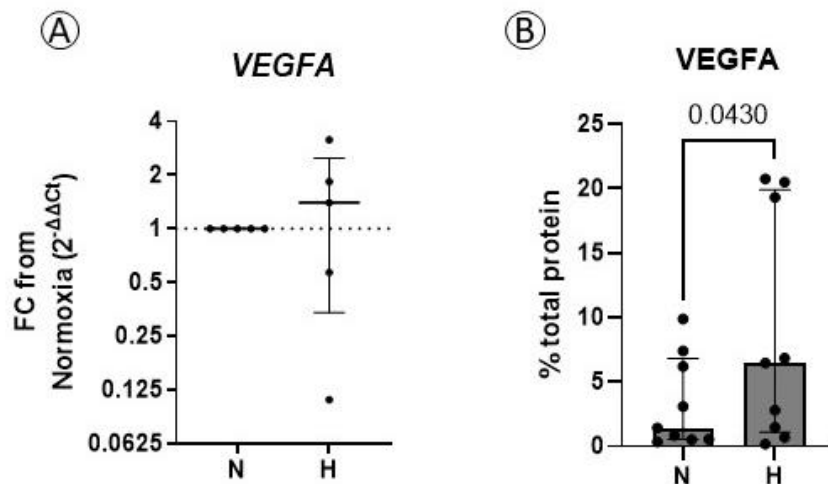 A
VEGFA
FC from
Normoxia (2^-ΔΔCt)
4
2
1
0.5
0.25
0.125
0.0625
N H
B
VEGFA
0.0430
% total protein
25
20
15
10
5
0
N H